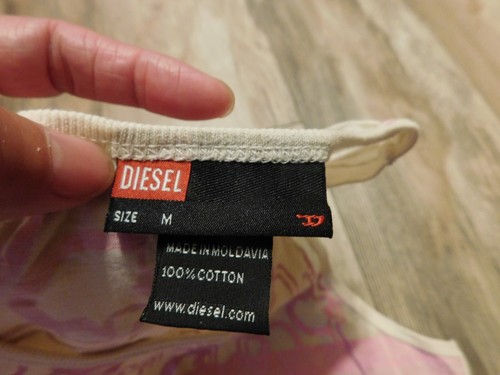 DIESEL
SIZE M
MADE IN MOLDAVIA
100% COTTON
www.diesel.com